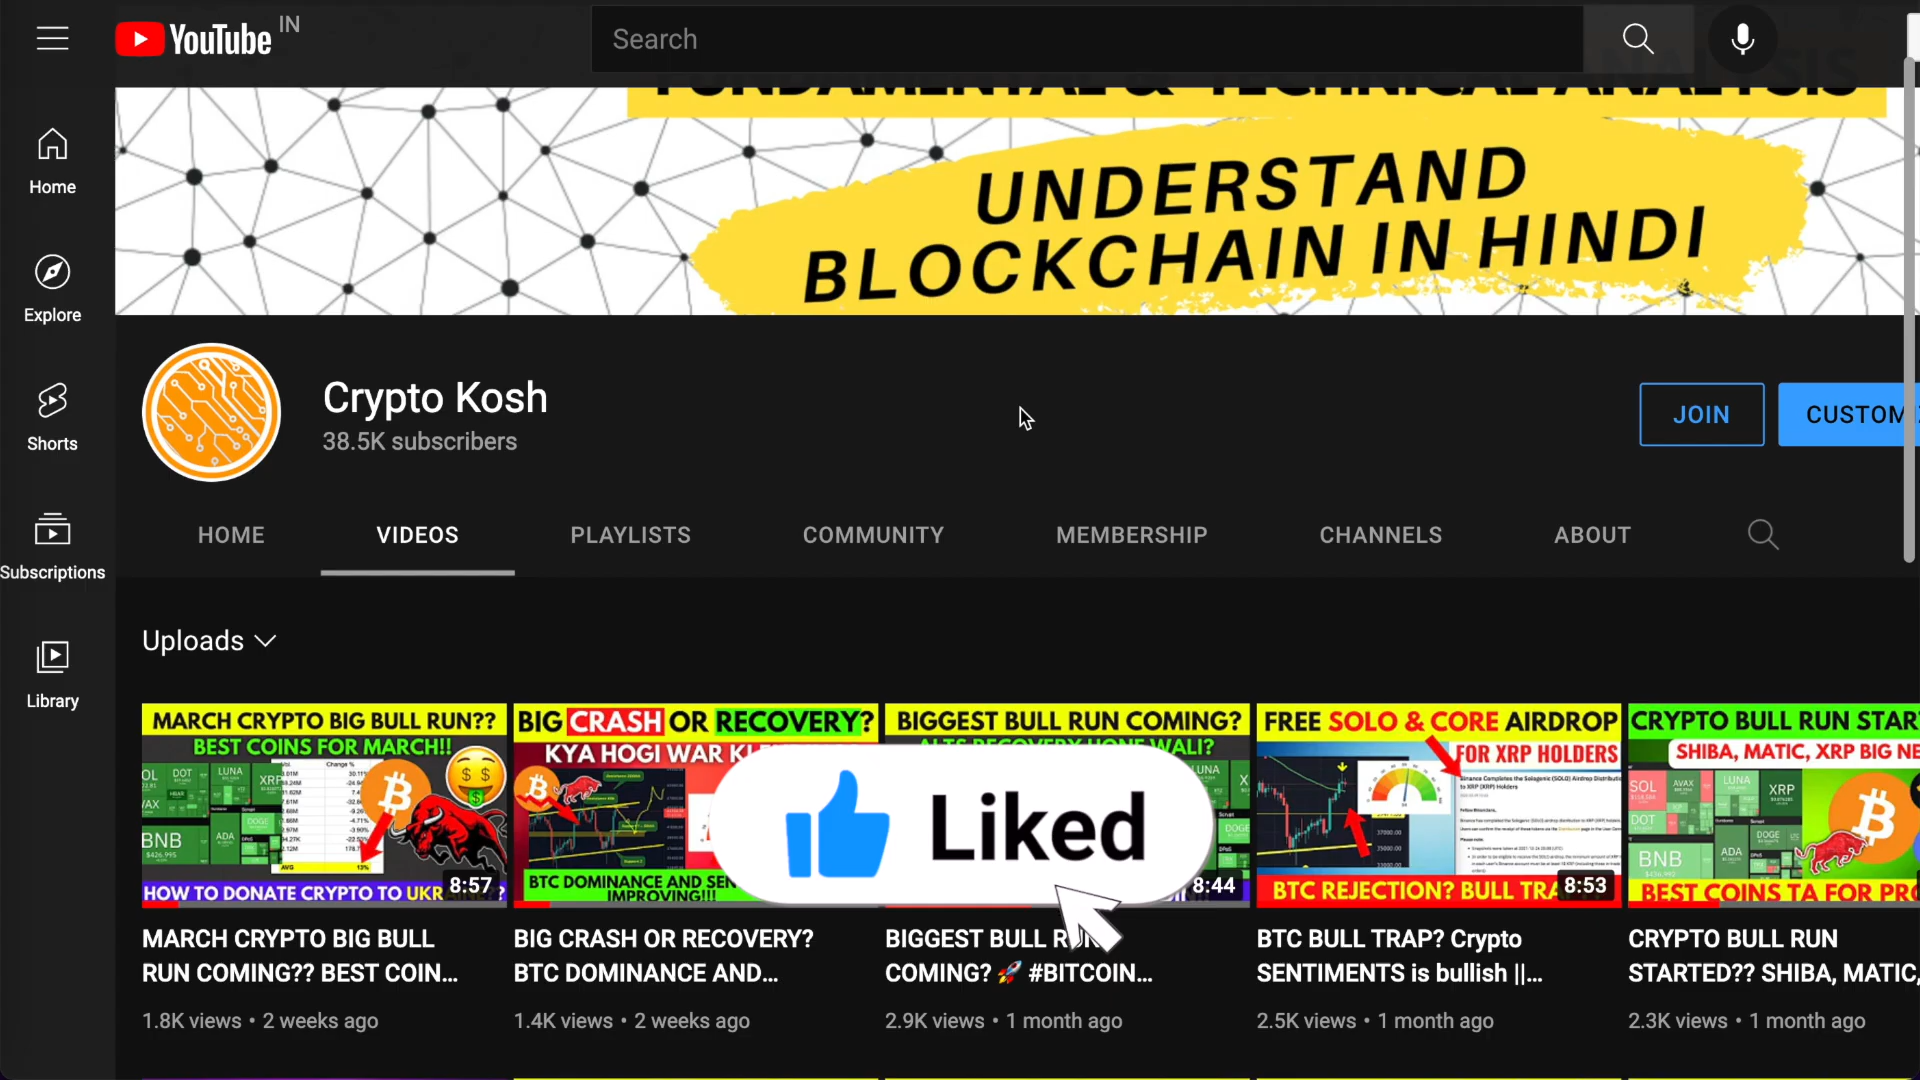 YouTube IN
Search
FUNDAMENTAL & TECHNICAL ANALYSIS
UNDERSTAND
BLOCKCHAIN IN HINDI
Home
Explore
Shorts
Subscriptions
Library
Crypto Kosh
38.5K subscribers
JOIN
HOME
VIDEOS
PLAYLISTS
COMMUNITY
MEMBERSHIP
CHANNELS
ABOUT
Uploads
MARCH CRYPTO BIG BULL RUN??
BEST COINS FOR MARCH!!
HOW TO DONATE CRYPTO TO
8:57
MARCH CRYPTO BIG BULL
RUN COMING?? BEST COIN...
1.8K views • 2 weeks ago
BIG CRASH OR RECOVERY?
KYA HOGI WAR
BTC DOMINANCE AND
IMPROVING!!!
BIG CRASH OR RECOVERY?
BTC DOMINANCE AND...
1.4K views • 2 weeks ago
BIGGEST BULL RUN COMING?
8:44
Liked
BIGGEST BULL RUN
COMING? 🚀 #BITCOIN...
2.9K views • 1 month ago
FREE SOLO & CORE AIRDROP
FOR XRP HOLDERS
BTC REJECTION? BULL
8:53
BTC BULL TRAP? Crypto
SENTIMENTS is bullish ||...
2.5K views • 1 month ago
CRYPTO BULL RUN
SHIBA, MATIC, XRP BIG
BEST COINS TA FOR
CRYPTO BULL RUN
STARTED?? SHIBA, MATIC,
2.3K views • 1 month ago